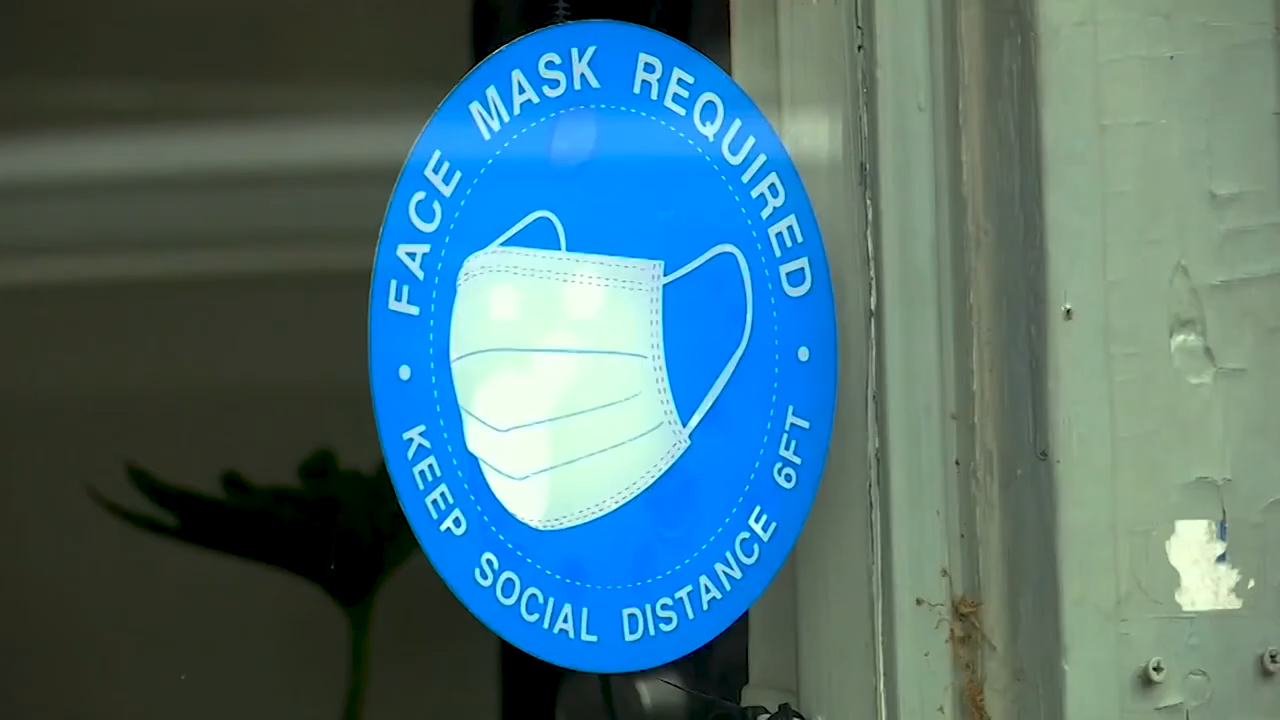 • FACE MASK REQUIRED •
KEEP SOCIAL DISTANCE 6FT